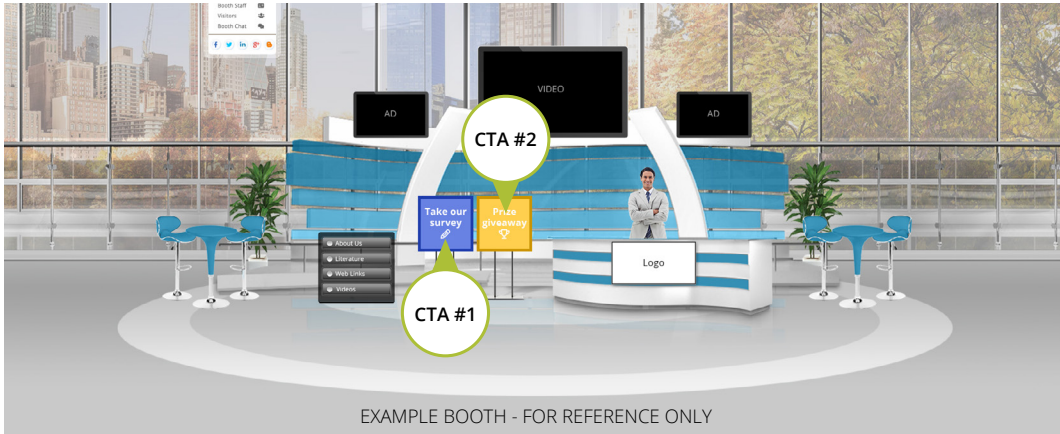 Booth Staff
Visitors
Booth Chat
f in g+
VIDEO
AD
AD
CTA #2
Take our
survey
Prize
giveaway
About Us
Literature
Web Links
Videos
Logo
CTA #1
EXAMPLE BOOTH - FOR REFERENCE ONLY